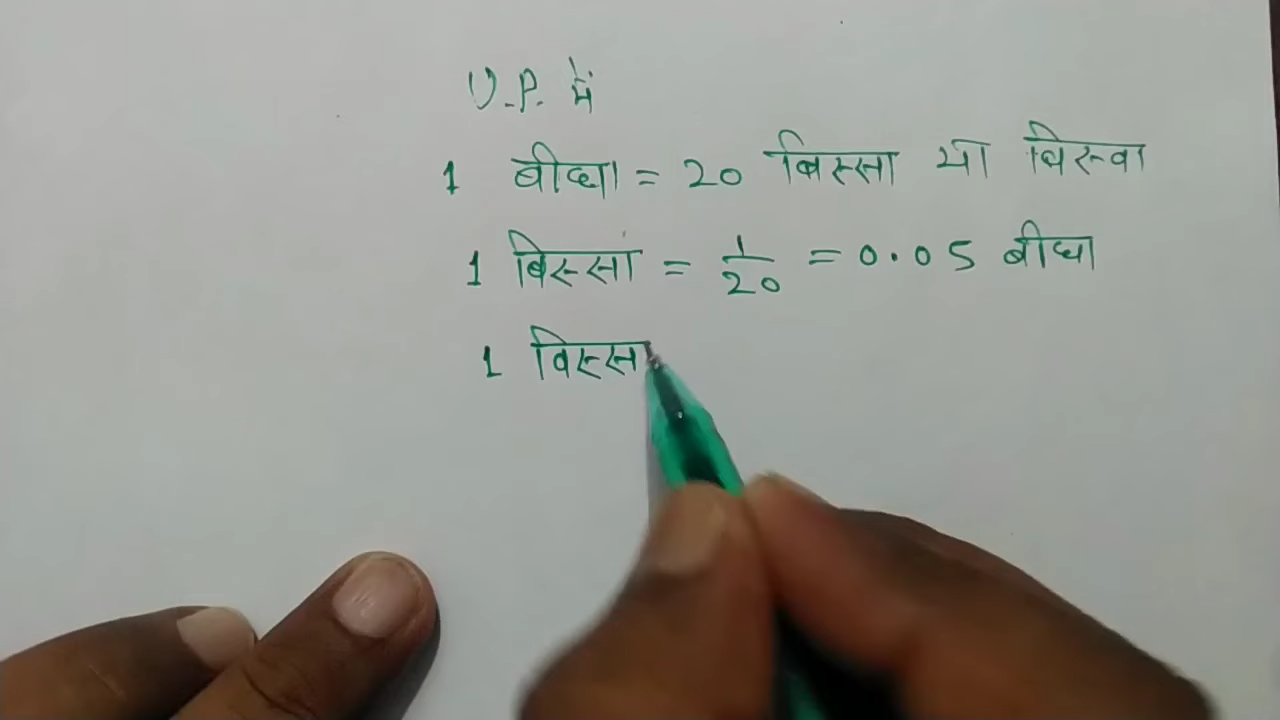 U.P. में
1 बीघा = 20 बिस्सा या बिस्वा
1 बिस्सा = 1/20 = 0.05 बीघा
1 बिस्सा